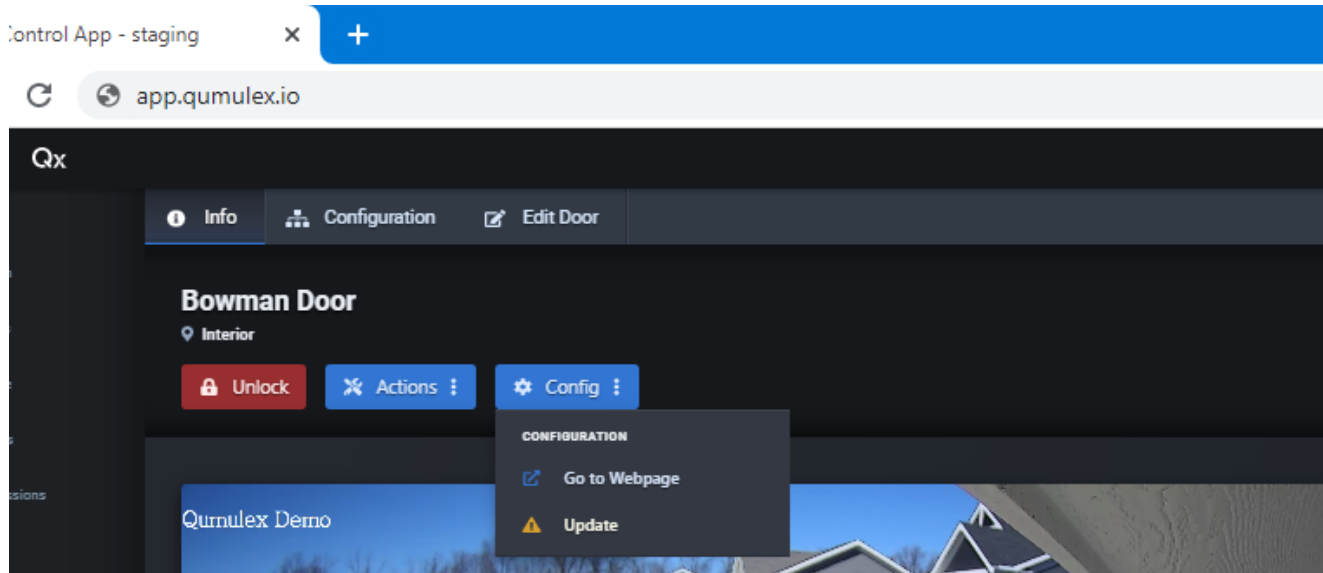 Control App - staging
app.qumulex.io
Qx
Info Configuration Edit Door
Bowman Door
Interior
Unlock Actions Config
CONFIGURATION
Go to Webpage
Update
Qumulex Demo